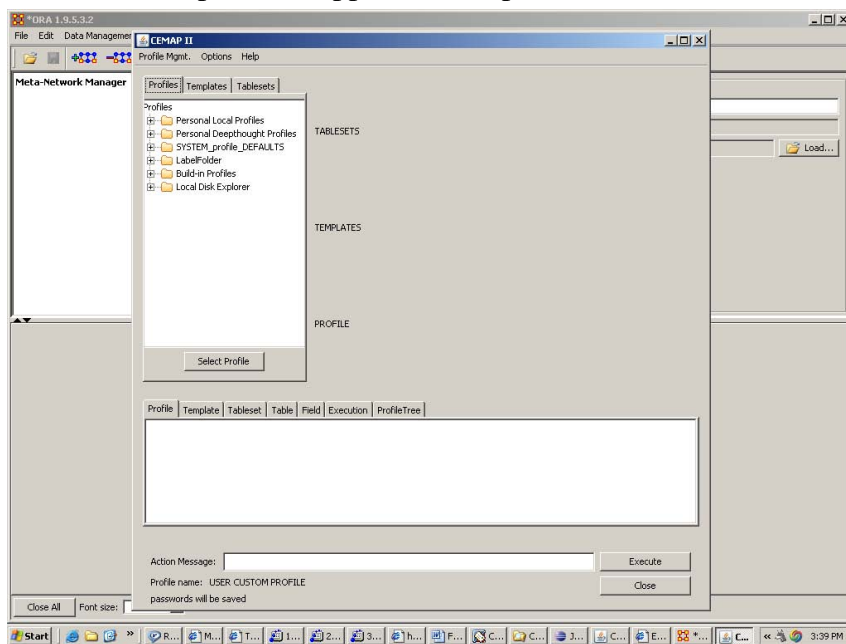 *ORA 1.9.5.3.2
File Edit Data Managemen
CEMAP II
Profile Mgmt. Options Help
Meta-Network Manager
Profiles Templates Tablesets
Profiles
Personal Local Profiles
Personal Deepthought Profiles
SYSTEM_profile_DEFAULTS
LabelFolder
Build-in Profiles
Local Disk Explorer
TABLESETS
Load...
TEMPLATES
PROFILE
Select Profile
Profile Template Tableset Table Field Execution ProfileTree
Action Message:
Execute
Profile name: USER CUSTOM PROFILE
Close
passwords will be saved
Close All Font size:
Start » R... M... T... 1... 2... 3... h... F... C... C... J... C... E... *... C... « 3:39 PM